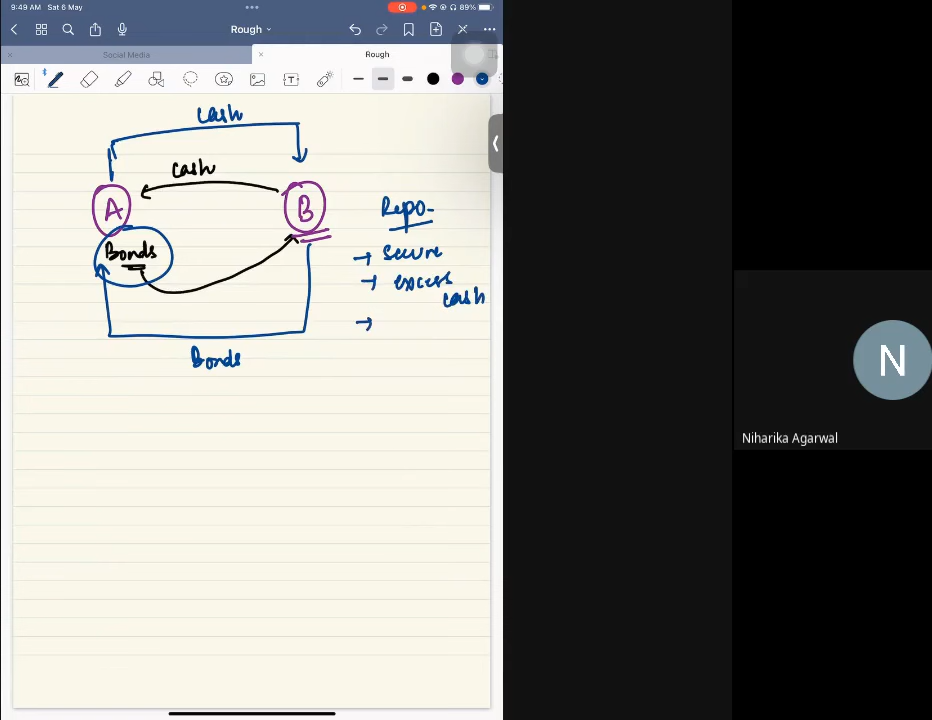 9:49 AM Sat 6 May
89%
Rough
Social Media
Rough
T
cash
cash
A
B
Repo-
Bonds
→ secure
→ excess
cash
→
Bonds
N
Niharika Agarwal